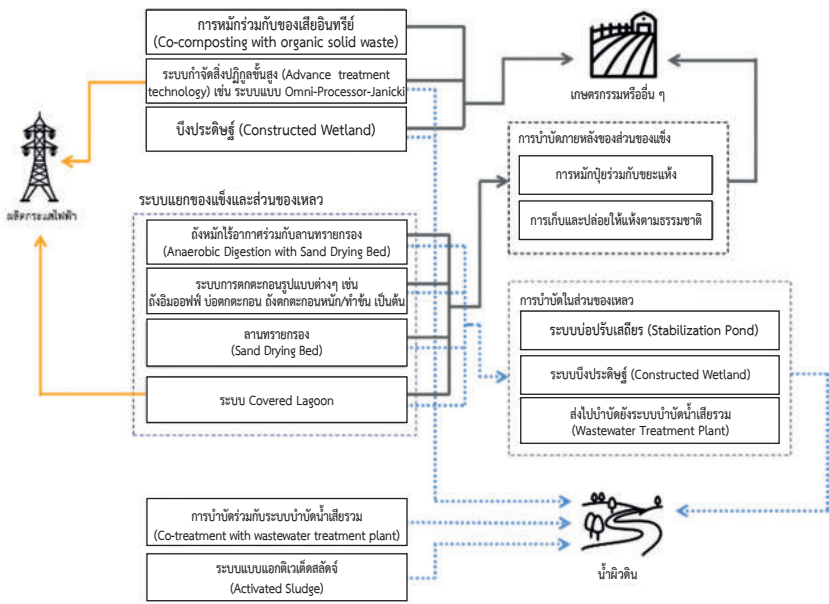 การหมักร่วมกับของเสียอินทรีย์
(Co-composting with organic solid waste)
ระบบกำจัดสิ่งปฏิกูลขั้นสูง (Advance treatment
technology) เช่น ระบบแบบ Omni-Processor-Janicki
บึงประดิษฐ์ (Constructed Wetland)
เกษตรกรรมหรืออื่น ๆ
ผลิตกระแสไฟฟ้า
การบำบัดภายหลังของส่วนของแข็ง
การหมักปุ๋ยร่วมกับขยะแห้ง
การเก็บและปล่อยให้แห้งตามธรรมชาติ
ระบบแยกของแข็งและส่วนของเหลว
ถังหมักไร้อากาศร่วมกับลานทรายกรอง
(Anaerobic Digestion with Sand Drying Bed)
ระบบการตกตะกอนรูปแบบต่างๆ เช่น
ถังอิมฮอฟฟ์ บ่อตกตะกอน ถังตกตะกอนหนัก/ทำข้น เป็นต้น
ลานทรายกรอง
(Sand Drying Bed)
ระบบ Covered Lagoon
การบำบัดในส่วนของเหลว
ระบบบ่อปรับเสถียร (Stabilization Pond)
ระบบบึงประดิษฐ์ (Constructed Wetland)
ส่งไปบำบัดยังระบบบำบัดน้ำเสียรวม
(Wastewater Treatment Plant)
การบำบัดร่วมกับระบบบำบัดน้ำเสียรวม
(Co-treatment with wastewater treatment plant)
ระบบแบบแอกติเวเต็ดสลัดจ์
(Activated Sludge)
น้ำผิวดิน